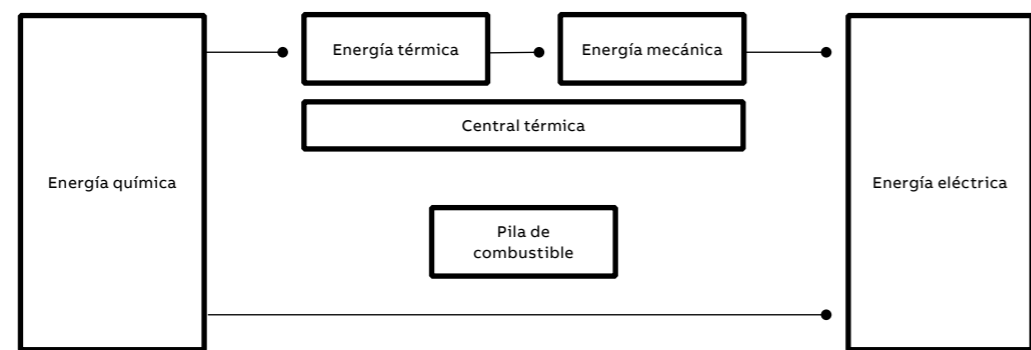 Energía térmica
Energía mecánica
Central térmica
Energía química
Energía eléctrica
Pila de
combustible